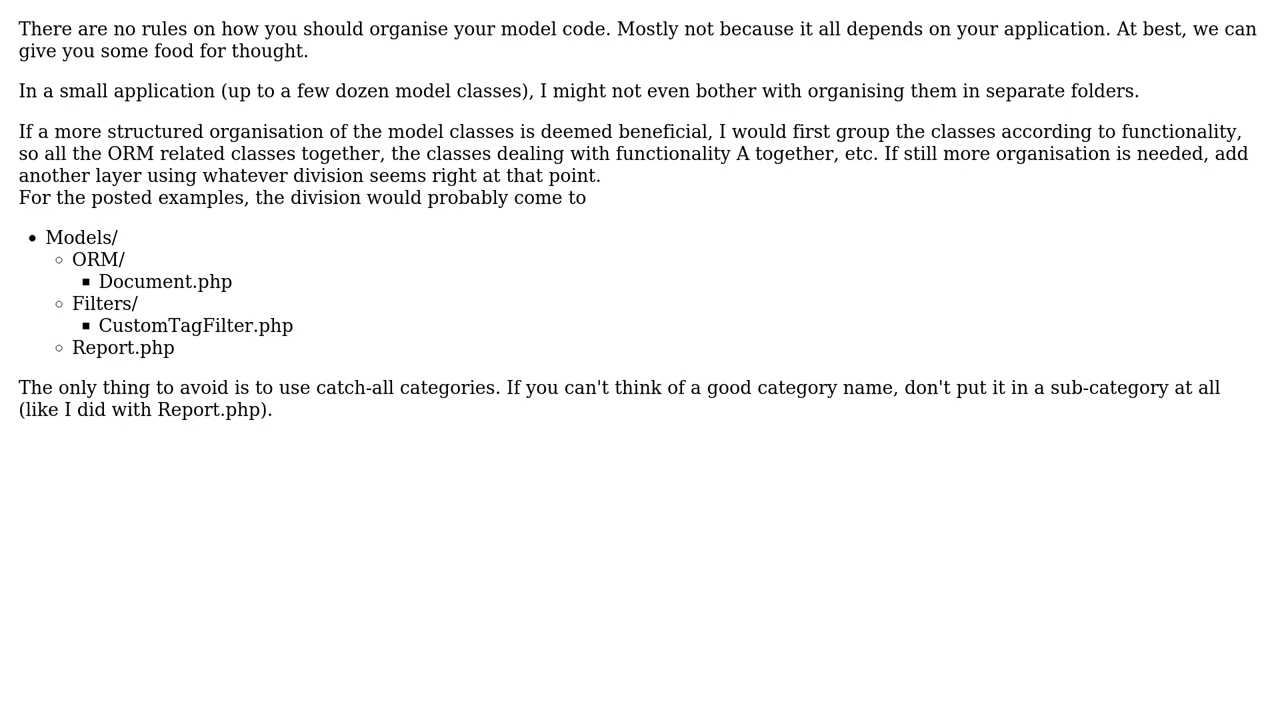 There are no rules on how you should organise your model code. Mostly not because it all depends on your application. At best, we can
give you some food for thought.
In a small application (up to a few dozen model classes), I might not even bother with organising them in separate folders.
If a more structured organisation of the model classes is deemed beneficial, I would first group the classes according to functionality,
so all the ORM related classes together, the classes dealing with functionality A together, etc. If still more organisation is needed, add
another layer using whatever division seems right at that point.
For the posted examples, the division would probably come to
Models/
ORM/
Document.php
Filters/
CustomTagFilter.php
Report.php
The only thing to avoid is to use catch-all categories. If you can't think of a good category name, don't put it in a sub-category at all
(like I did with Report.php).